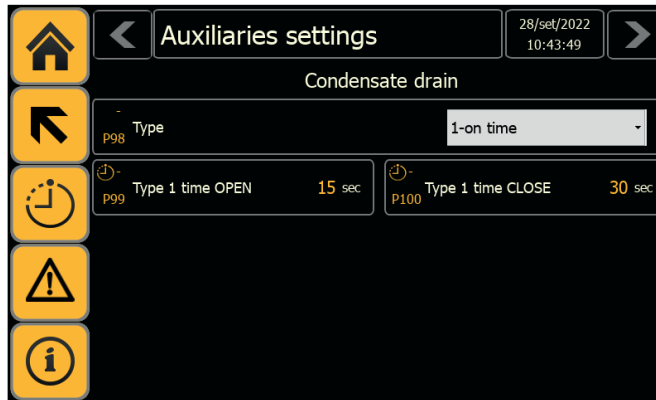 Auxiliaries settings
28/set/2022
10:43:49
Condensate drain
-
P98 Type
1-on time
-
P99 Type 1 time OPEN 15 sec
-
P100 Type 1 time CLOSE 30 sec